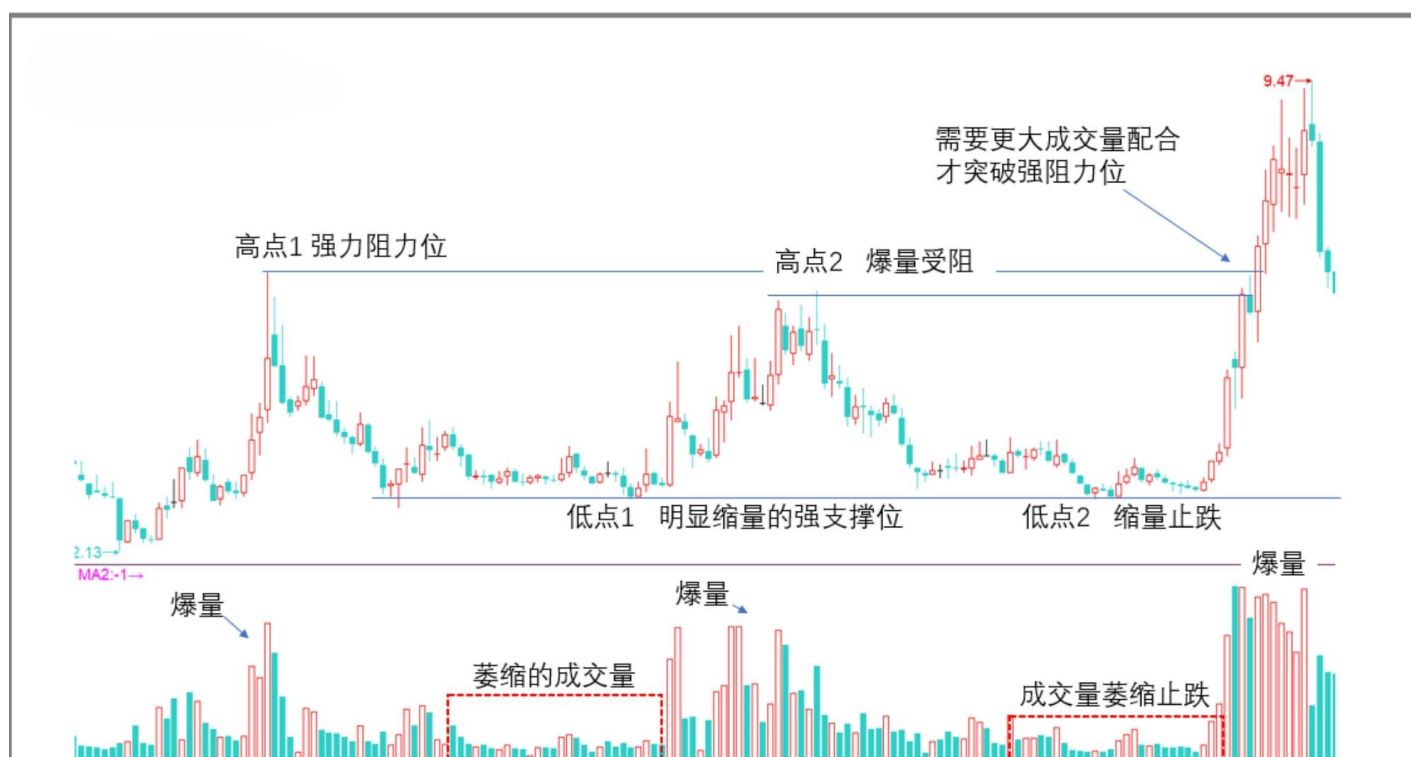 9.47→
需要更大成交量配合
才突破强阻力位
高点1 强力阻力位
高点2 爆量受阻
低点1 明显缩量的强支撑位
低点2 缩量止跌
2.13→
MA2:-1→
爆量
爆量
爆量
萎缩的成交量
成交量萎缩止跌